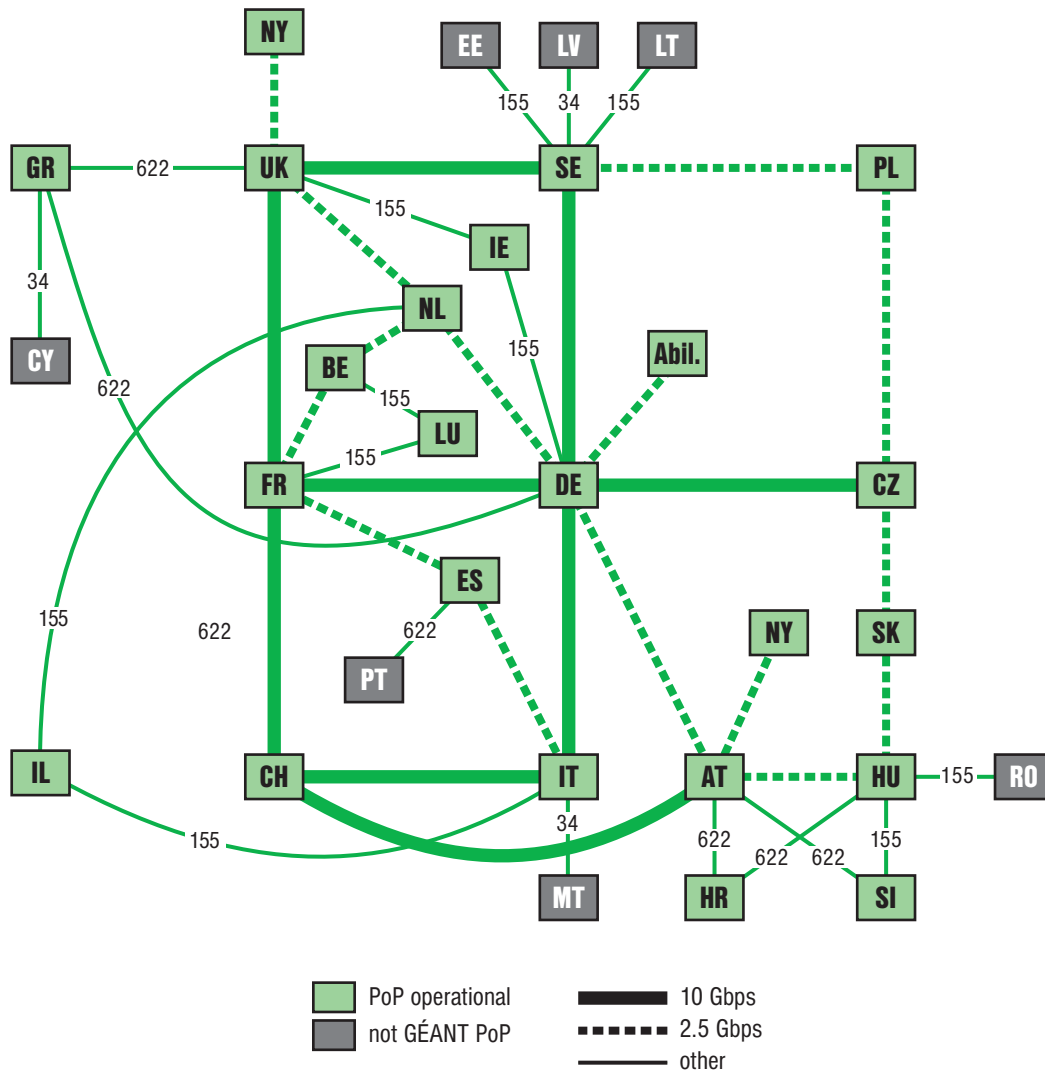 NY
EE LV LT
155 34 155
GR 622 UK SE PL
155
IE
34
NL
CY 155 Abil.
BE
622 155
LU
155
FR DE CZ
ES
155 622 622 NY SK
PT
IL CH IT AT HU 155 RO
34
155 622 622 622 155
MT HR SI
PoP operational 10 Gbps
not GÉANT PoP 2.5 Gbps
other